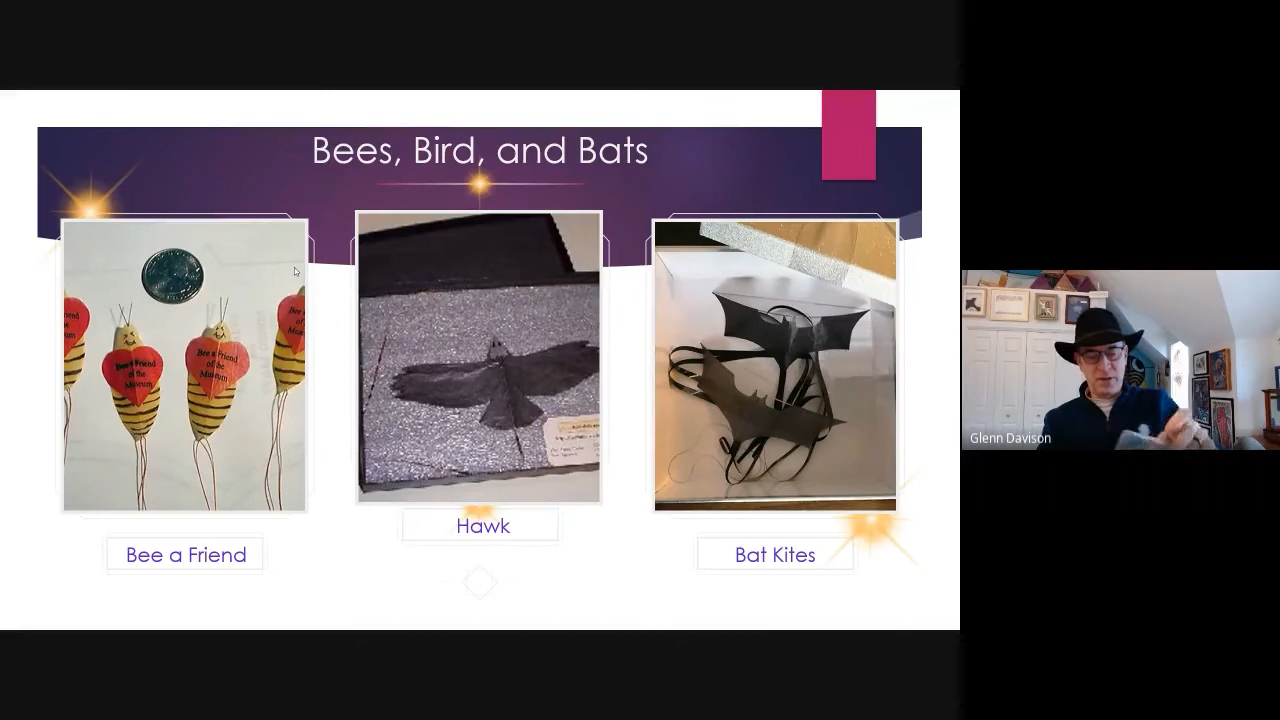 Bees, Bird, and Bats
Bee a Friend
of the
Museum
Bee a Friend
of the
Museum
Bee a Friend
Hawk
Bat Kites
Glenn Davison